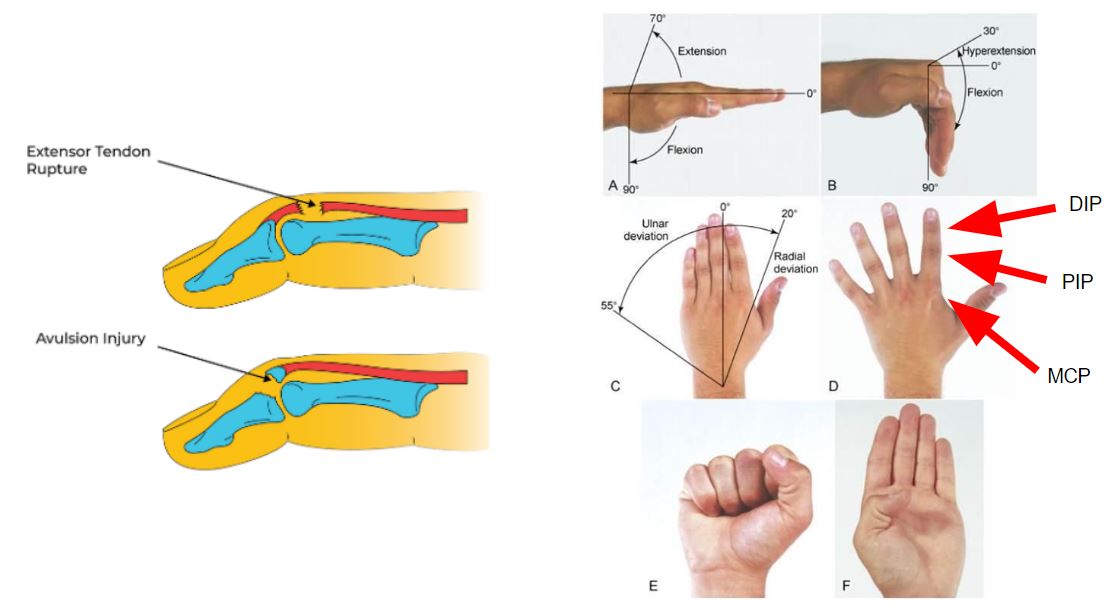 Extensor Tendon
Rupture
Avulsion Injury
70°
Extension
0°
Flexion
A
90°
30°
Hyperextension
0°
Flexion
B
90°
Ulnar
deviation
0°
20°
Radial
deviation
55°
C
D
DIP
PIP
MCP
E
F